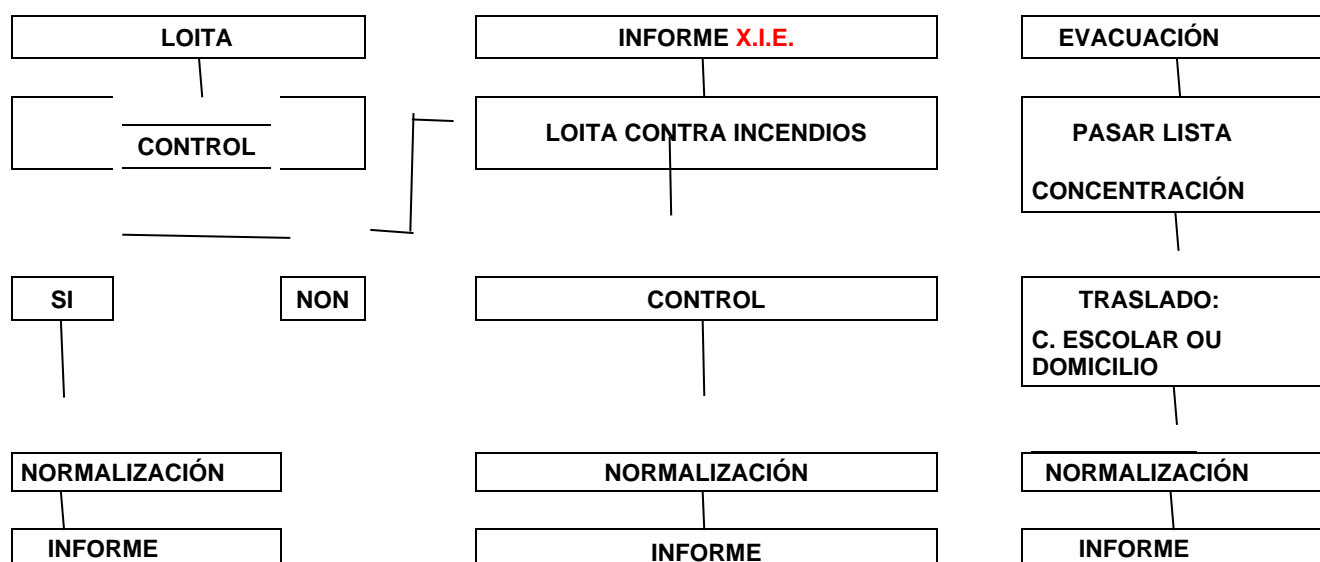 LOITA
INFORME X.I.E.
EVACUACIÓN
CONTROL
LOITA CONTRA INCENDIOS
PASAR LISTA
CONCENTRACIÓN
SI
NON
CONTROL
TRASLADO:
C. ESCOLAR OU
DOMICILIO
NORMALIZACIÓN
NORMALIZACIÓN
NORMALIZACIÓN
INFORME
INFORME
INFORME